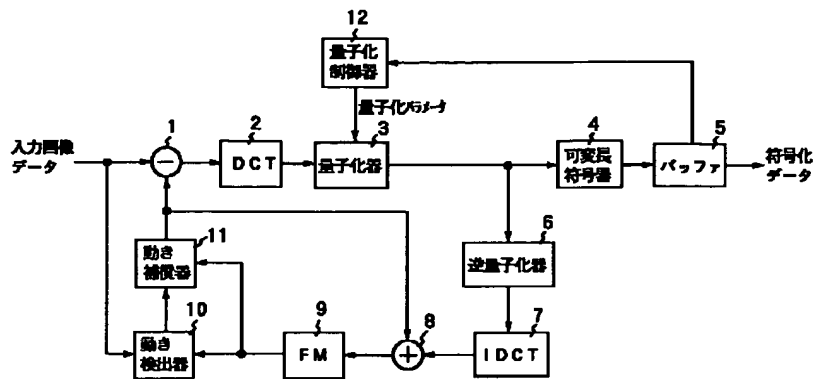 12
量子化
制御器
量子化パラメータ
入力画像
データ
1
2
3
4
5
－
DCT
量子化器
可変長
符号器
バッファ
符号化
データ
11
動き
補償器
6
逆量子化器
10
動き
検出器
9
FM
8
＋
7
IDCT